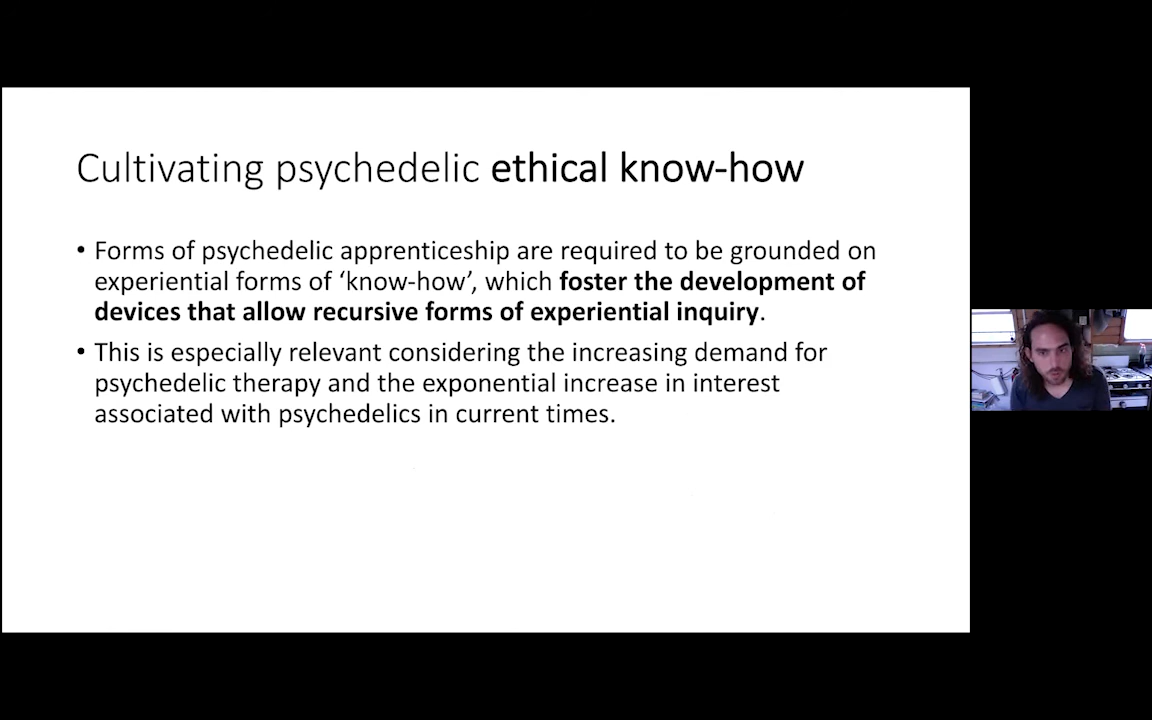 Cultivating psychedelic ethical know-how
• Forms of psychedelic apprenticeship are required to be grounded on
experiential forms of ‘know-how’, which foster the development of
devices that allow recursive forms of experiential inquiry.
• This is especially relevant considering the increasing demand for
psychedelic therapy and the exponential increase in interest
associated with psychedelics in current times.